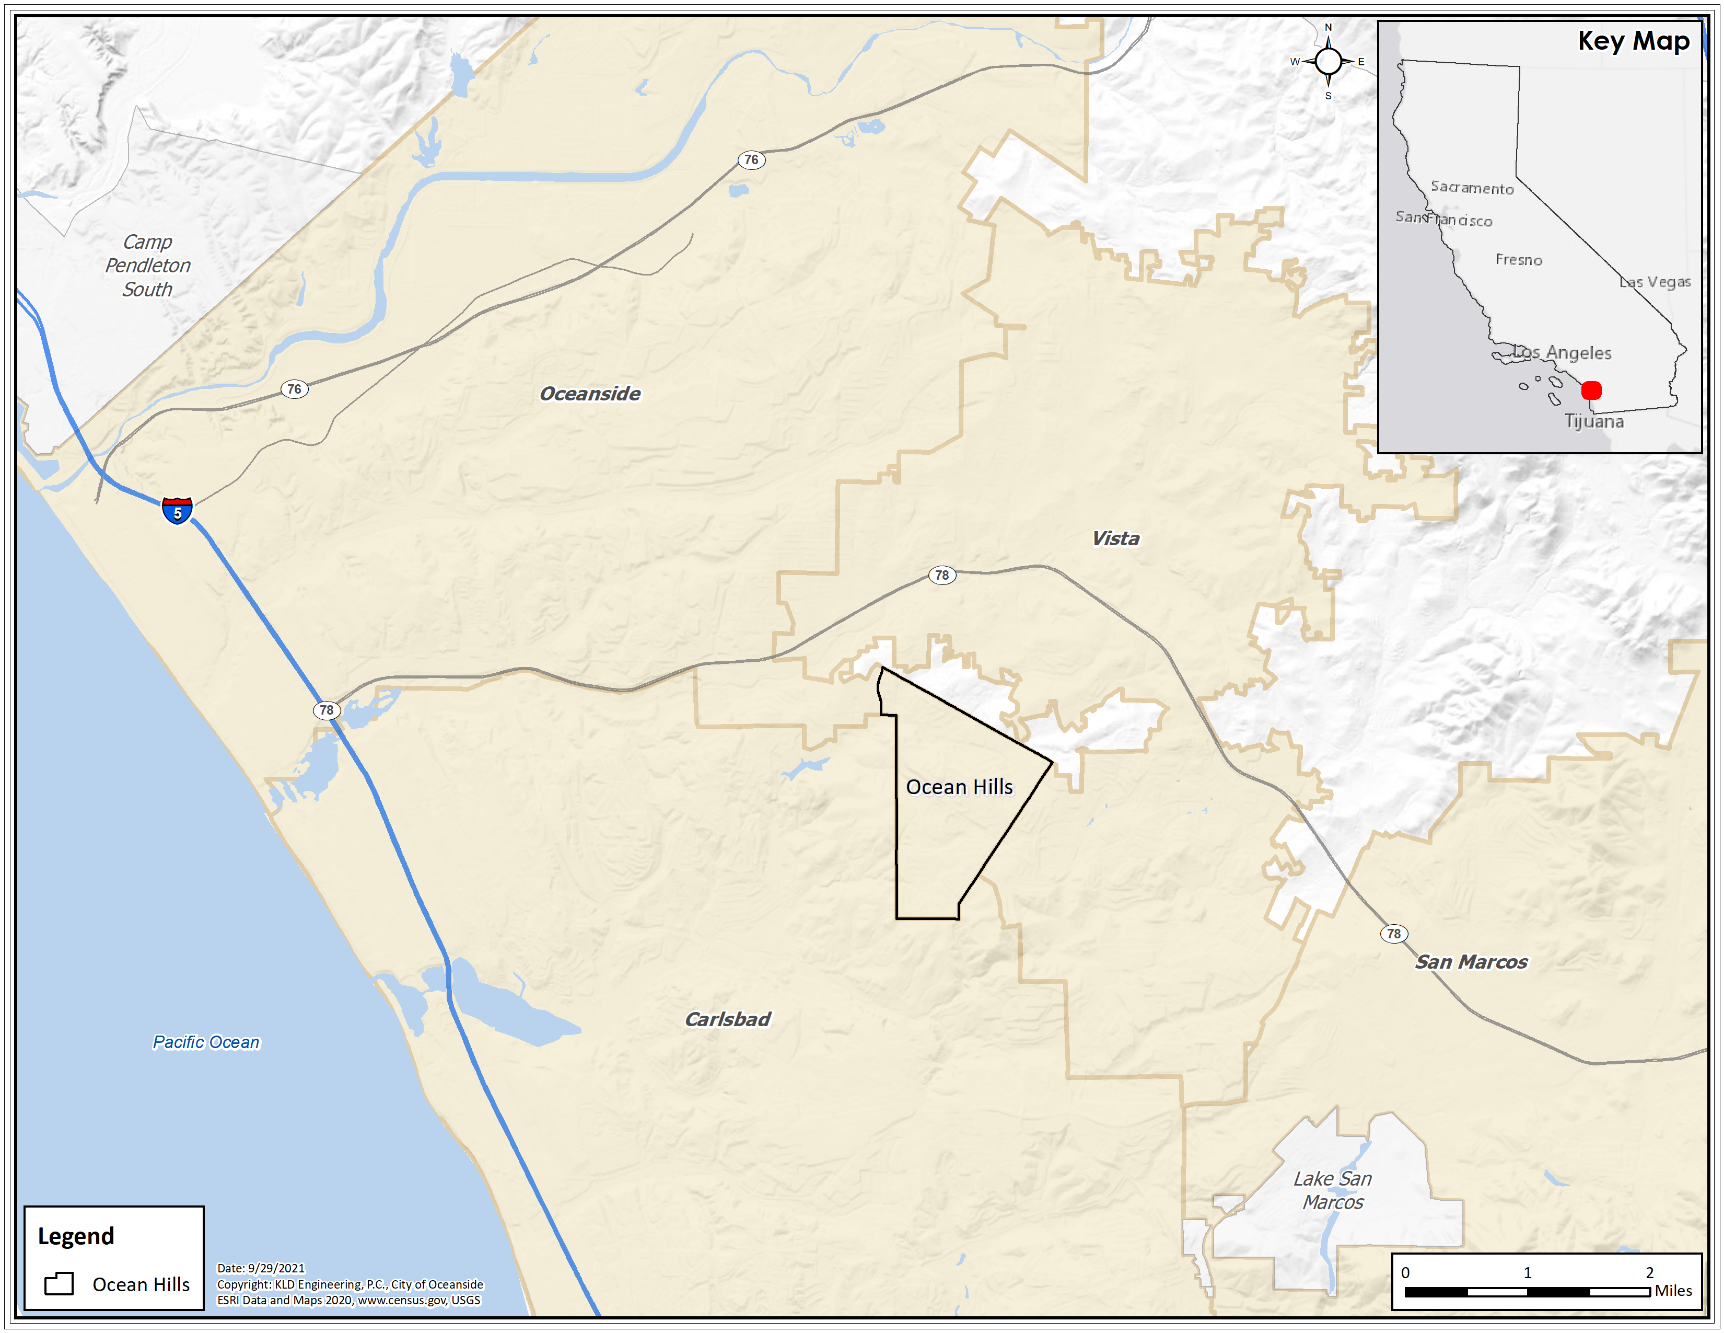 Key Map
N
W E
S
Sacramento
San Francisco
Fresno
Las Vegas
Los Angeles
Tijuana
76
Camp
Pendleton
South
76
Oceanside
5
Vista
78
78
Ocean Hills
78
San Marcos
Carlsbad
Pacific Ocean
Lake San
Marcos
Legend
Ocean Hills
Date: 9/29/2021
Copyright: KLD Engineering, P.C., City of Oceanside
ESRI Data and Maps 2020, www.census.gov, USGS
0 1 2
Miles